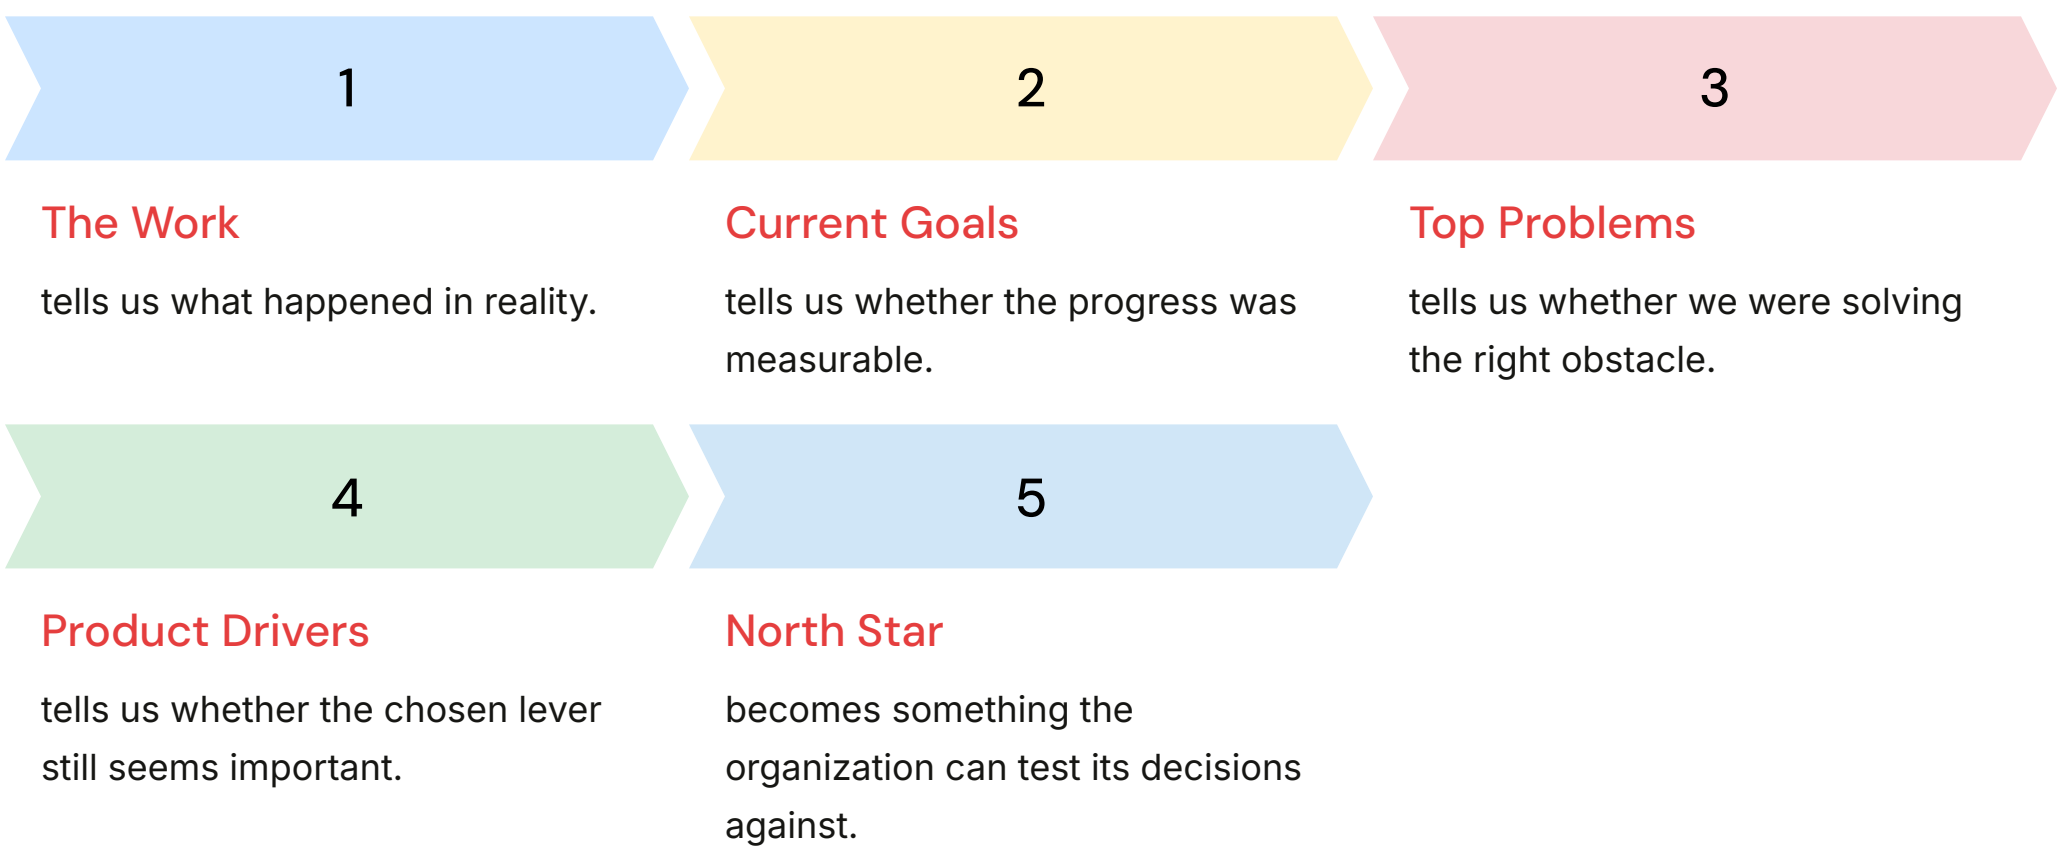 1
2
3
The Work
tells us what happened in reality.
Current Goals
tells us whether the progress was
measurable.
Top Problems
tells us whether we were solving
the right obstacle.
4
5
Product Drivers
tells us whether the chosen lever
still seems important.
North Star
becomes something the
organization can test its decisions
against.